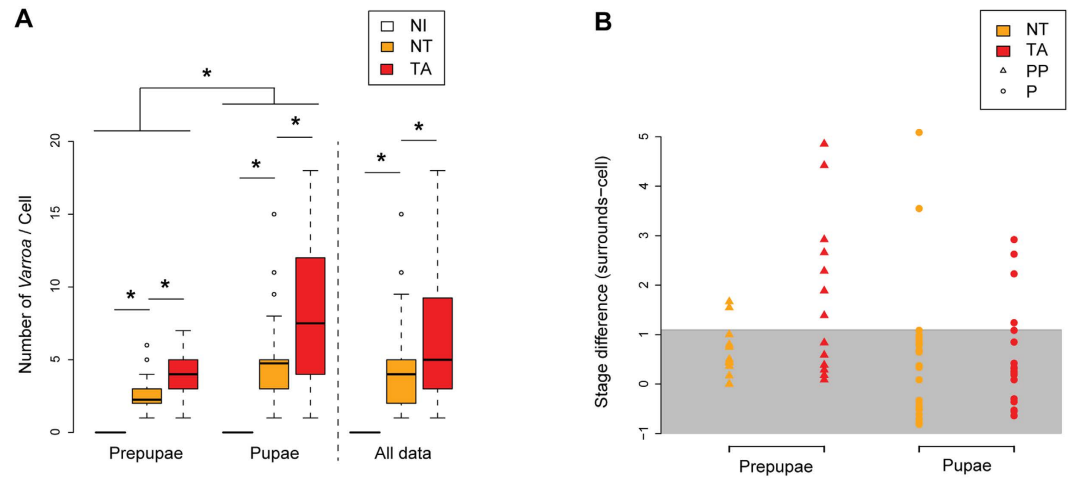 A
NI
NT
TA
*
*
*
*
*
*
*
Number of Varroa / Cell
20
15
10
5
0
Prepupae
Pupae
All data
B
NT
TA
PP
P
Stage difference (surrounds−cell)
5
4
3
2
1
0
−1
Prepupae
Pupae